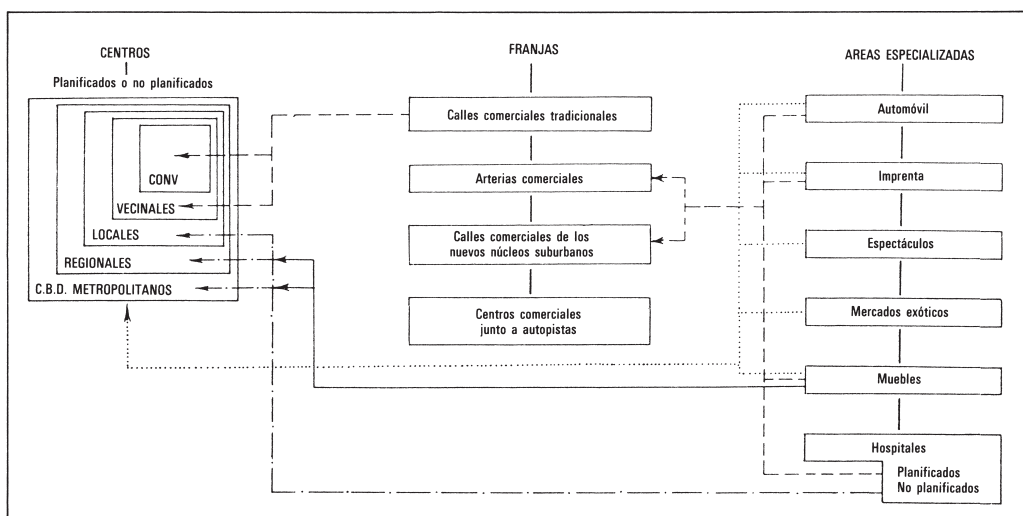 CENTROS
Planificados o no planificados
CONV
VECINALES
LOCALES
REGIONALES
C.B.D. METROPOLITANOS
FRANJAS
Calles comerciales tradicionales
Arterias comerciales
Calles comerciales de los
nuevos núcleos suburbanos
Centros comerciales
junto a autopistas
AREAS ESPECIALIZADAS
Automóvil
Imprenta
Espectáculos
Mercados exóticos
Muebles
Hospitales
Planificados
No planificados